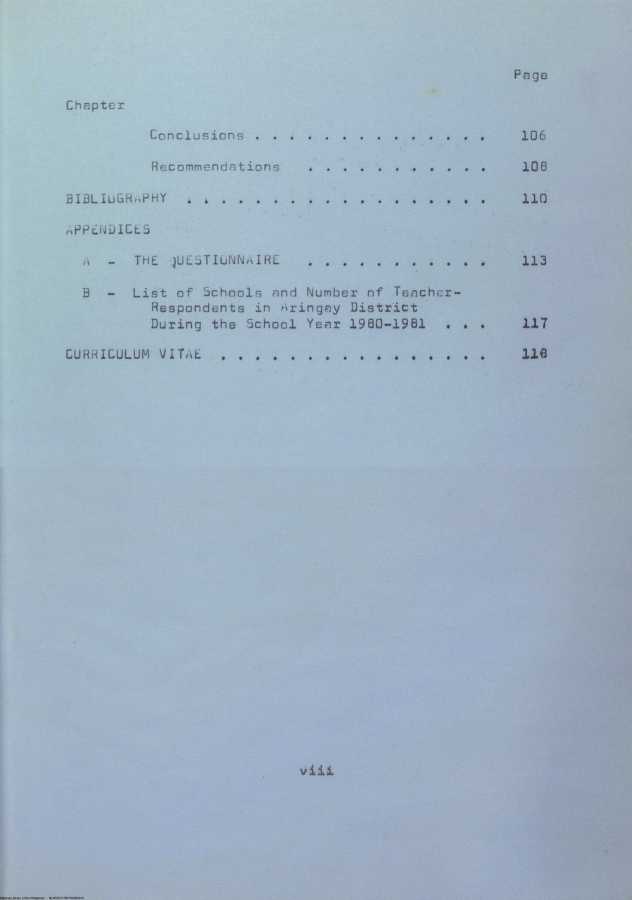 Page
Chapter
Conclusions . . . . . . . . . . . . . . 106
Recommendations . . . . . . . . . . . 108
BIBLIOGRAPHY . . . . . . . . . . . . . . . . . . 110
APPENDICES
A - THE QUESTIONNAIRE . . . . . . . . . . . 113
B - List of Schools and Number of Teacher-
Respondents in Aringay District
During the School Year 1980-1981 . . . 117
CURRICULUM VITAE . . . . . . . . . . . . . . . . 118
viii